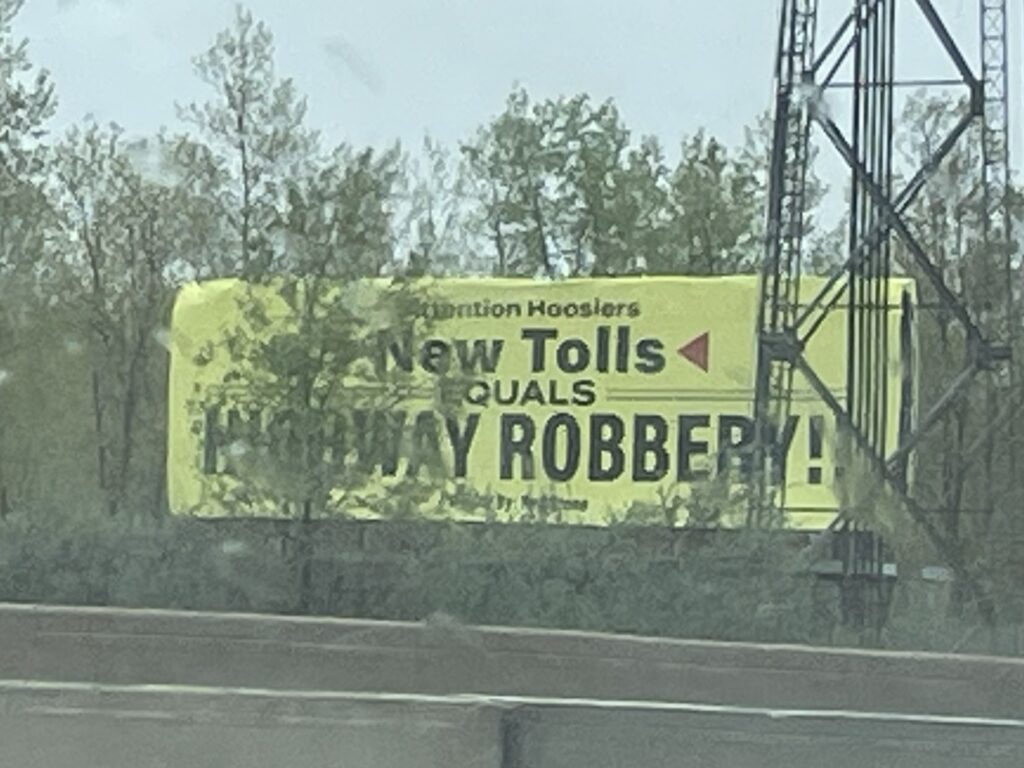 Attention Hoosiers
New Tolls
EQUALS
HIGHWAY ROBBERY!